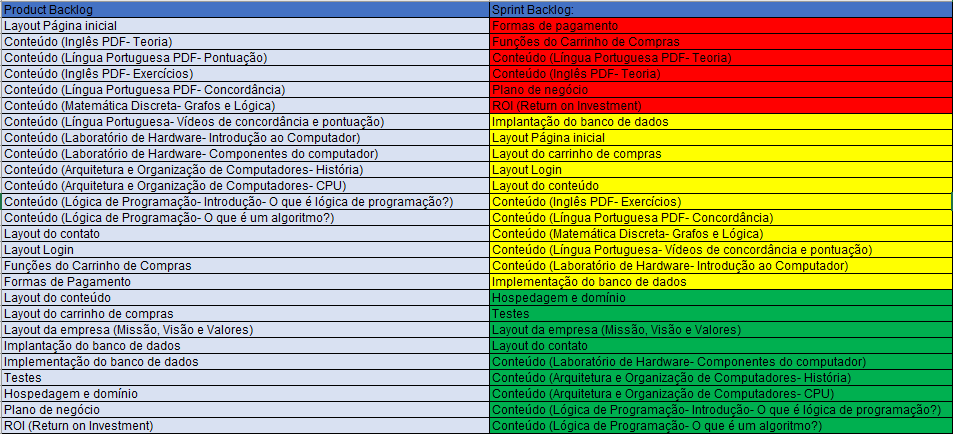 Product Backlog Sprint Backlog:
Layout Página inicial Formas de pagamento
Conteúdo (Inglês PDF- Teoria) Funções do Carrinho de Compras
Conteúdo (Língua Portuguesa PDF- Pontuação) Conteúdo (Língua Portuguesa PDF- Teoria)
Conteúdo (Inglês PDF- Exercícios) Conteúdo (Inglês PDF- Teoria)
Conteúdo (Língua Portuguesa PDF- Concordância) Plano de negócio
Conteúdo (Matemática Discreta- Grafos e Lógica) ROI (Return on Investment)
Conteúdo (Língua Portuguesa- Vídeos de concordância e pontuação) Implantação do banco de dados
Conteúdo (Laboratório de Hardware- Introdução ao Computador) Layout Página inicial
Conteúdo (Laboratório de Hardware- Componentes do computador) Layout do carrinho de compras
Conteúdo (Arquitetura e Organização de Computadores- História) Layout Login
Conteúdo (Arquitetura e Organização de Computadores- CPU) Layout do conteúdo
Conteúdo (Lógica de Programação- Introdução- O que é lógica de programação?) Conteúdo (Inglês PDF- Exercícios)
Conteúdo (Lógica de Programação- O que é um algoritmo?) Conteúdo (Língua Portuguesa PDF- Concordância)
Layout do contato Conteúdo (Matemática Discreta- Grafos e Lógica)
Layout Login Conteúdo (Língua Portuguesa- Vídeos de concordância e pontuação)
Funções do Carrinho de Compras Conteúdo (Laboratório de Hardware- Introdução ao Computador)
Formas de Pagamento Implementação do banco de dados
Layout do conteúdo Hospedagem e domínio
Layout do carrinho de compras Testes
Layout da empresa (Missão, Visão e Valores) Layout da empresa (Missão, Visão e Valores)
Implantação do banco de dados Layout do contato
Implementação do banco de dados Conteúdo (Laboratório de Hardware- Componentes do computador)
Testes Conteúdo (Arquitetura e Organização de Computadores- História)
Hospedagem e domínio Conteúdo (Arquitetura e Organização de Computadores- CPU)
Plano de negócio Conteúdo (Lógica de Programação- Introdução- O que é lógica de programação?)
ROI (Return on Investment) Conteúdo (Lógica de Programação- O que é um algoritmo?)